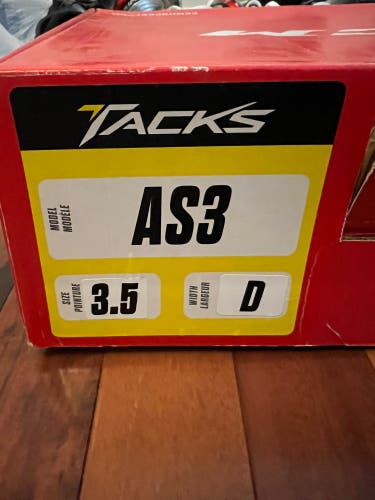 TACKS
MODEL
MODÈLE
AS3
SIZE
POINTURE
3.5
WIDTH
LARGEUR
D